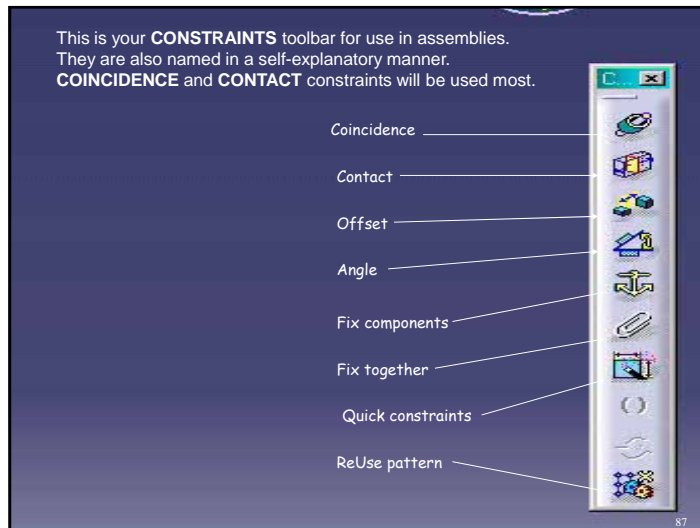 This is your CONSTRAINTS toolbar for use in assemblies.
They are also named in a self-explanatory manner.
COINCIDENCE and CONTACT constraints will be used most.
C...
Coincidence
Contact
Offset
Angle
Fix components
Fix together
Quick constraints
ReUse pattern
87